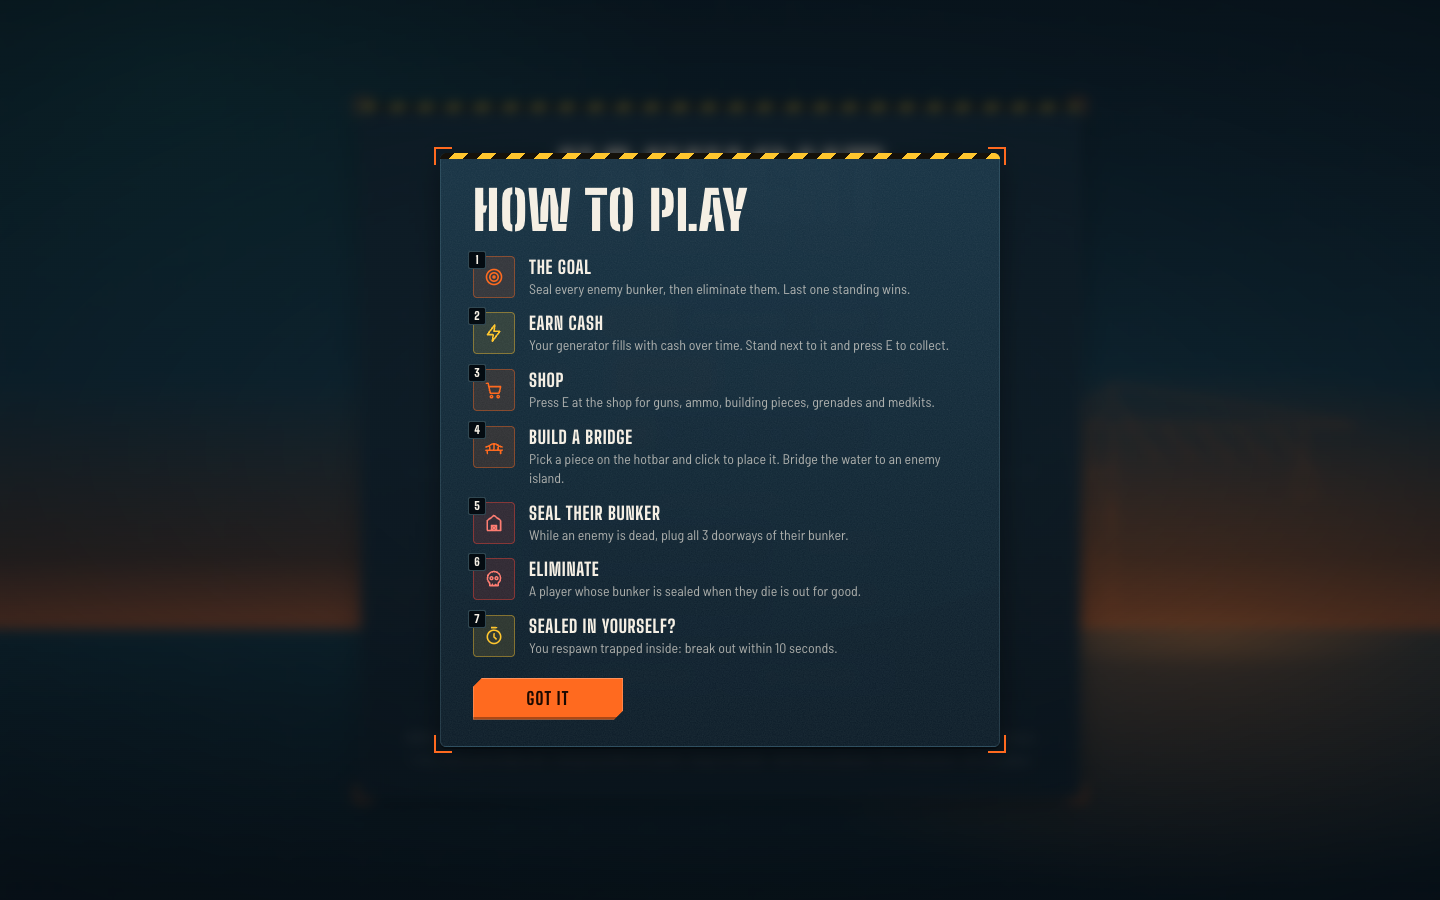 HOW TO PLAY
1
THE GOAL
Seal every enemy bunker, then eliminate them. Last one standing wins.
2
EARN CASH
Your generator fills with cash over time. Stand next to it and press E to collect.
3
SHOP
Press E at the shop for guns, ammo, building pieces, grenades and medkits.
4
BUILD A BRIDGE
Pick a piece on the hotbar and click to place it. Bridge the water to an enemy
island.
5
SEAL THEIR BUNKER
While an enemy is dead, plug all 3 doorways of their bunker.
6
ELIMINATE
A player whose bunker is sealed when they die is out for good.
7
SEALED IN YOURSELF?
You respawn trapped inside: break out within 10 seconds.
GOT IT